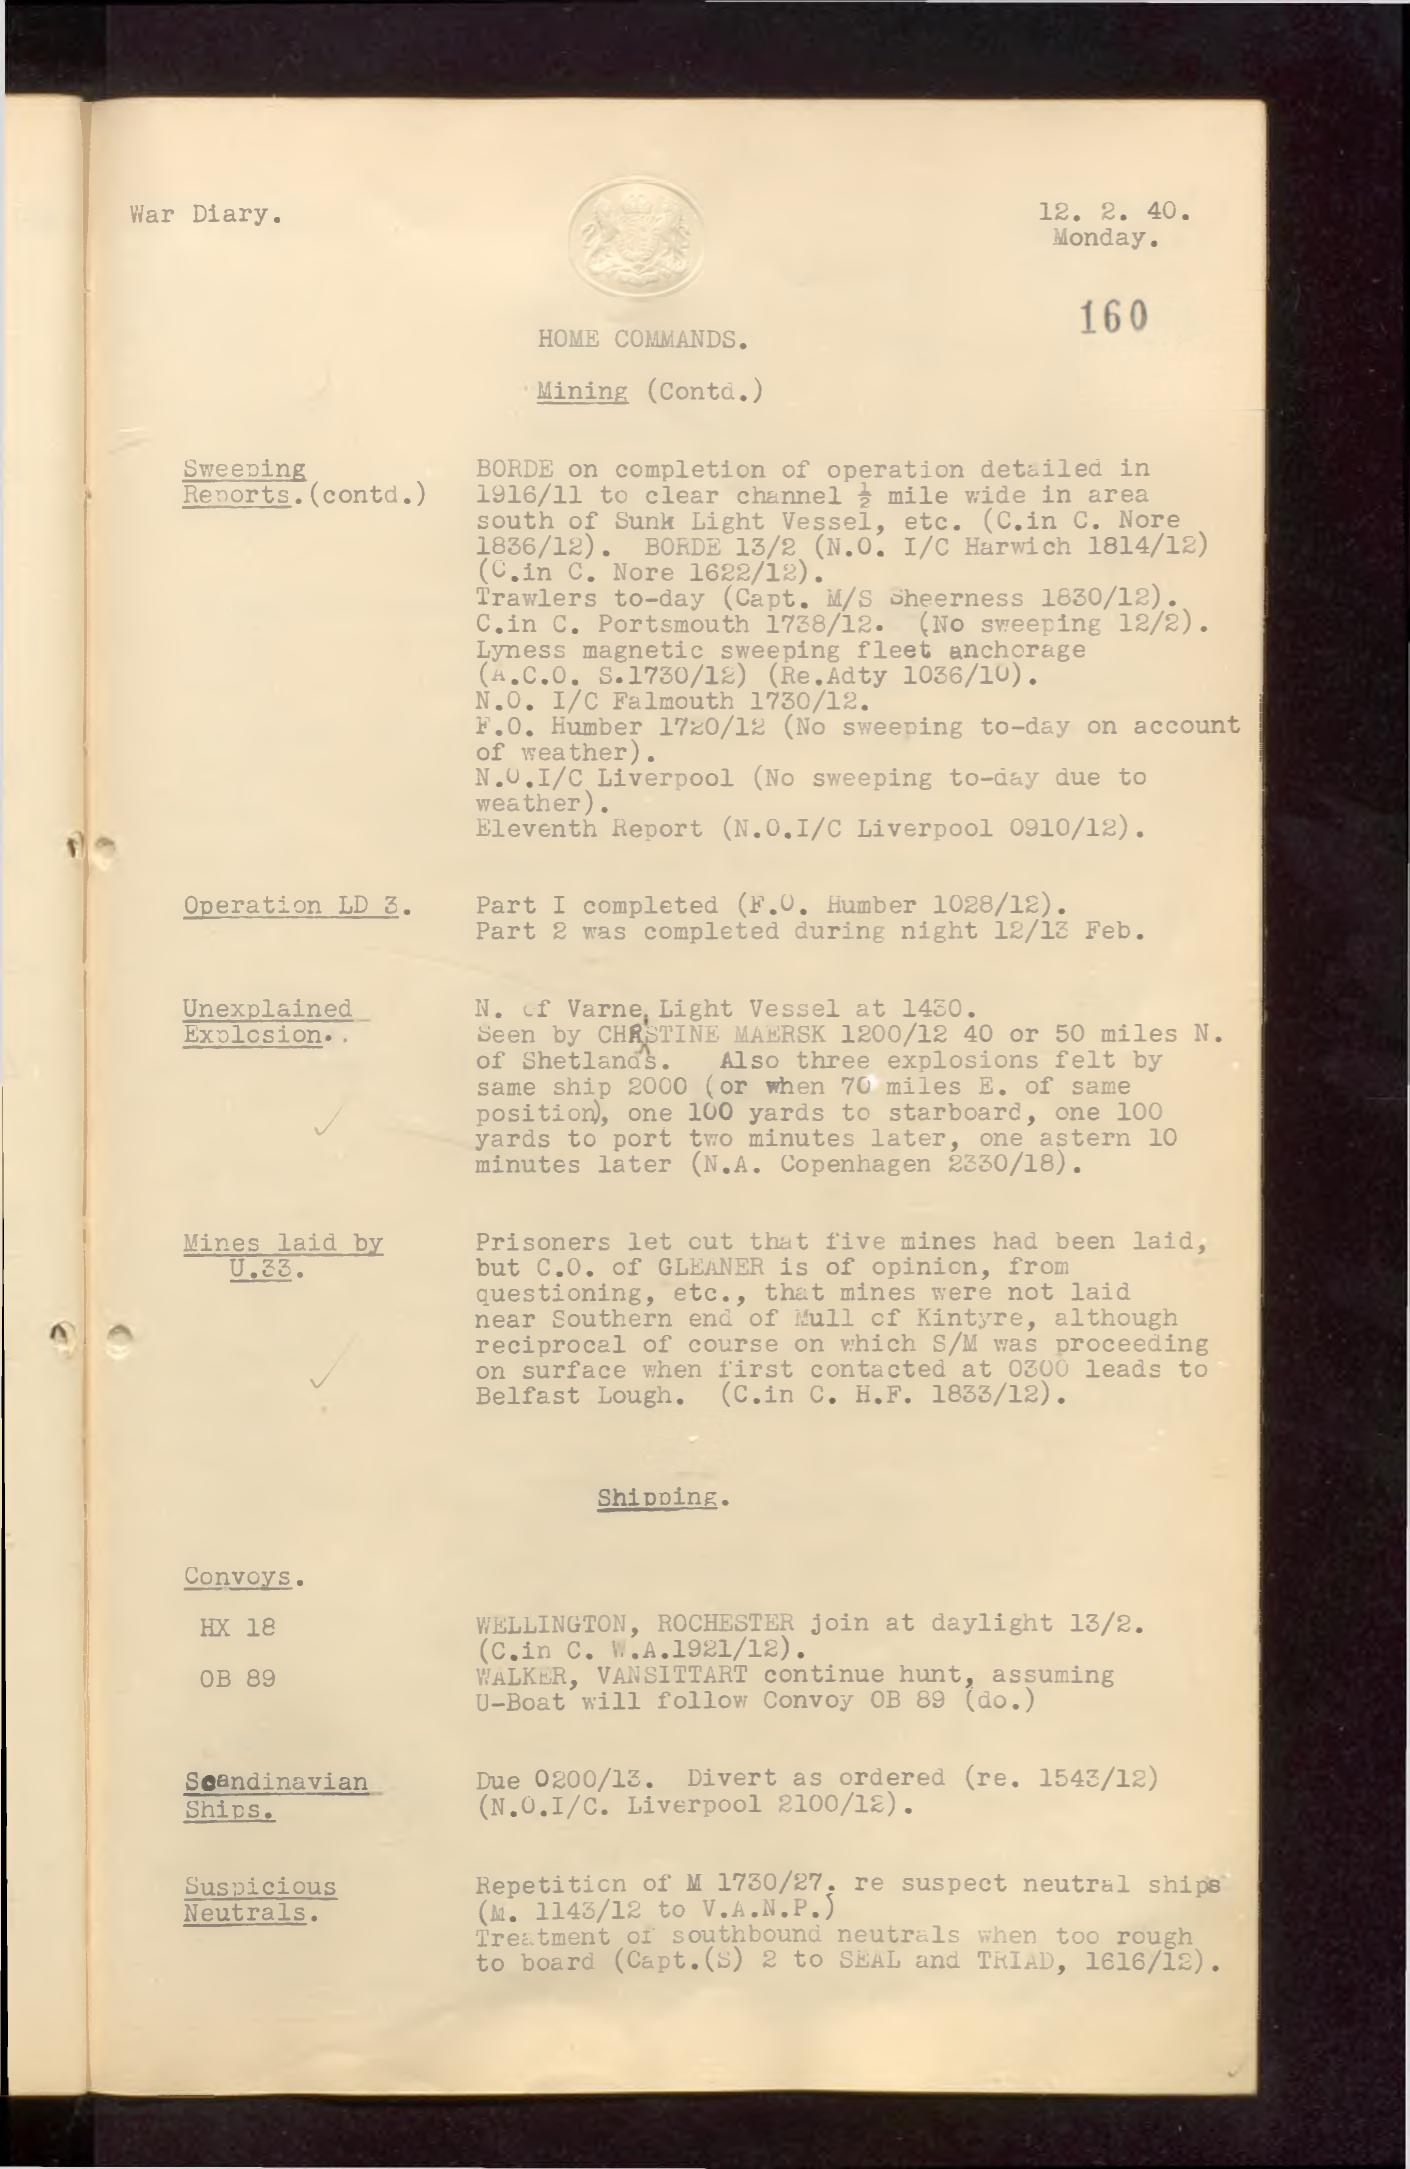 War Diary.
12. 2. 40.
Monday.
160
HOME COMMANDS.
Mining (Contd.)
Sweeping
Reports.(contd.)
BORDE on completion of operation detailed in
1916/11 to clear channel ½ mile wide in area
south of Sunk Light Vessel, etc. (C.in C. Nore
1836/12). BORDE 13/2 (N.O. I/C Harwich 1814/12)
(C.in C. Nore 1622/12).
Trawlers to-day (Capt. M/S Sheerness 1830/12).
C.in C. Portsmouth 1738/12. (No sweeping 12/2).
Lyness magnetic sweeping fleet anchorage
(A.C.O. S.1730/12) (Re.Adty 1036/10).
N.O. I/C Falmouth 1730/12.
F.O. Humber 1720/12 (No sweeping to-day on account
of weather).
N.O.I/C Liverpool (No sweeping to-day due to
weather).
Eleventh Report (N.O.I/C Liverpool 0910/12).
Operation LD 3.
Part I completed (F.O. Humber 1028/12).
Part 2 was completed during night 12/13 Feb.
Unexplained
Explosion.
N. of Varne Light Vessel at 1430.
Seen by CHRISTINE MAERSK 1200/12 40 or 50 miles N.
of Shetlands. Also three explosions felt by
same ship 2000 (or when 70 miles E. of same
position), one 100 yards to starboard, one 100
yards to port two minutes later, one astern 10
minutes later (N.A. Copenhagen 2330/18).
Mines laid by
U.33.
Prisoners let out that five mines had been laid,
but C.O. of GLEANER is of opinion, from
questioning, etc., that mines were not laid
near Southern end of Mull of Kintyre, although
reciprocal of course on which S/M was proceeding
on surface when first contacted at 0300 leads to
Belfast Lough. (C.in C. H.F. 1833/12).
Shipping.
Convoys.
HX 18
WELLINGTON, ROCHESTER join at daylight 13/2.
(C.in C. W.A.1921/12).
OB 89
WALKER, VANSITTART continue hunt, assuming
U-Boat will follow Convoy OB 89 (do.)
Scandinavian
Ships.
Due 0200/13. Divert as ordered (re. 1543/12)
(N.O.I/C. Liverpool 2100/12).
Suspicious
Neutrals.
Repetition of M 1730/27. re suspect neutral ships
(M. 1143/12 to V.A.N.P.)
Treatment of southbound neutrals when too rough
to board (Capt.(S) 2 to SEAL and TRIAD, 1616/12).